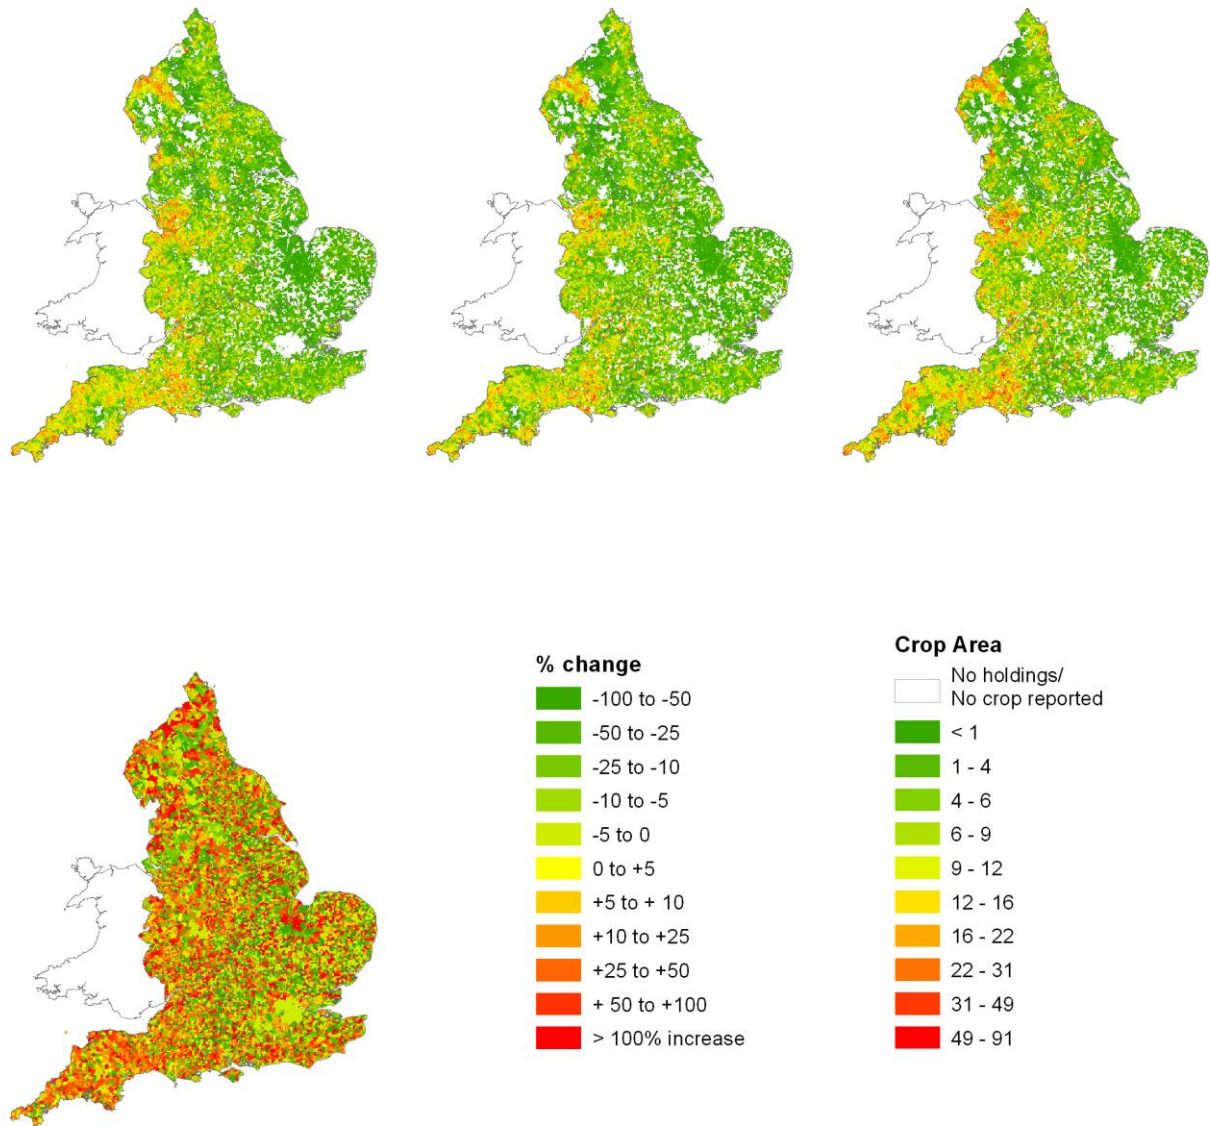 % change
-100 to -50
-50 to -25
-25 to -10
-10 to -5
-5 to 0
0 to +5
+5 to + 10
+10 to +25
+25 to +50
+ 50 to +100
> 100% increase
Crop Area
No holdings/
No crop reported
< 1
1 - 4
4 - 6
6 - 9
9 - 12
12 - 16
16 - 22
22 - 31
31 - 49
49 - 91